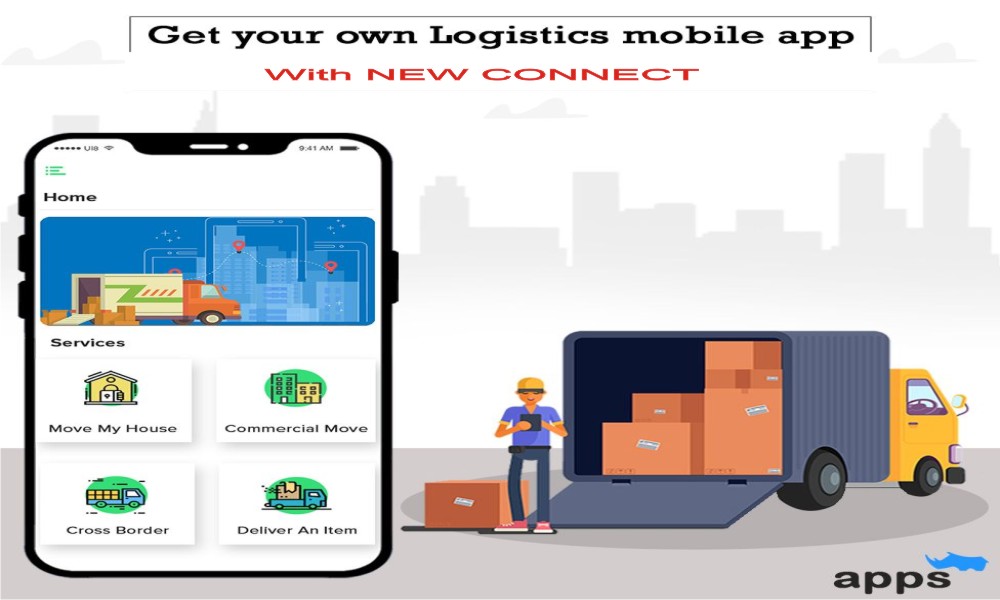 Get your own Logistics mobile app
With NEW CONNECT
••••• UI8 9:41 AM
Home
Services
Move My House
Commercial Move
Cross Border
Deliver An Item
apps